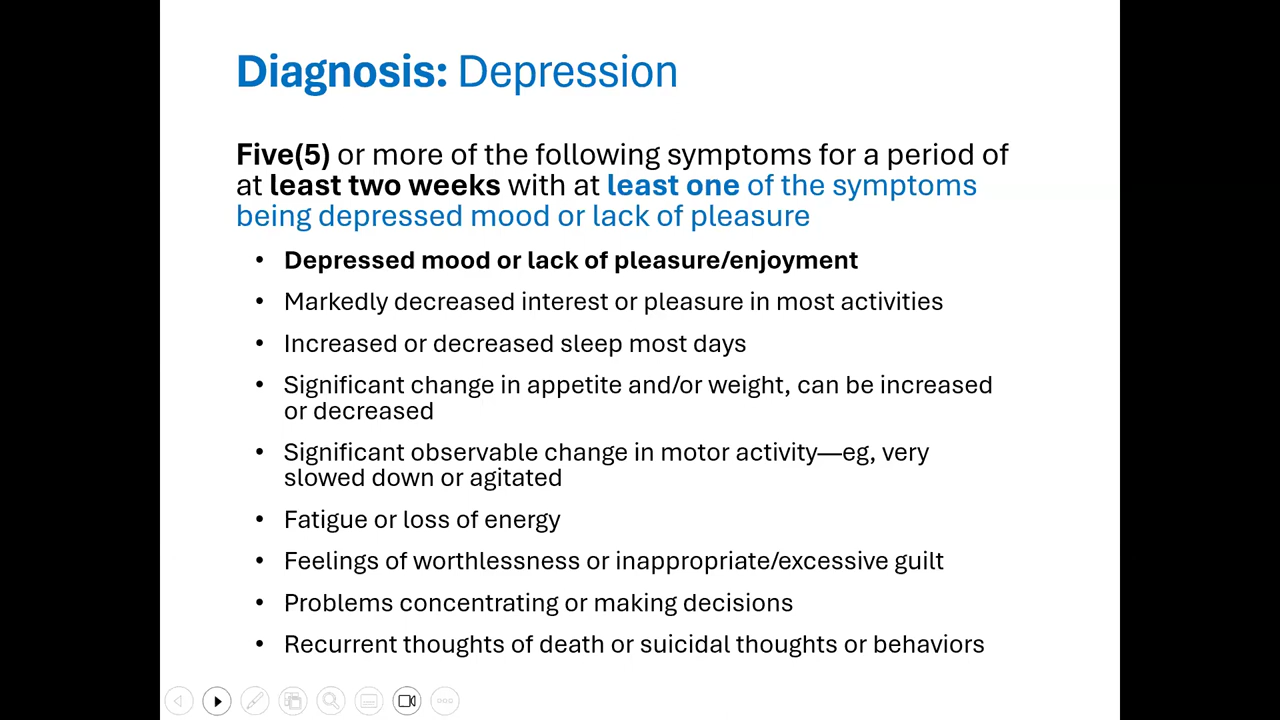 Diagnosis: Depression
Five(5) or more of the following symptoms for a period of
at least two weeks with at least one of the symptoms
being depressed mood or lack of pleasure
• Depressed mood or lack of pleasure/enjoyment
• Markedly decreased interest or pleasure in most activities
• Increased or decreased sleep most days
• Significant change in appetite and/or weight, can be increased
or decreased
• Significant observable change in motor activity—eg, very
slowed down or agitated
• Fatigue or loss of energy
• Feelings of worthlessness or inappropriate/excessive guilt
• Problems concentrating or making decisions
• Recurrent thoughts of death or suicidal thoughts or behaviors